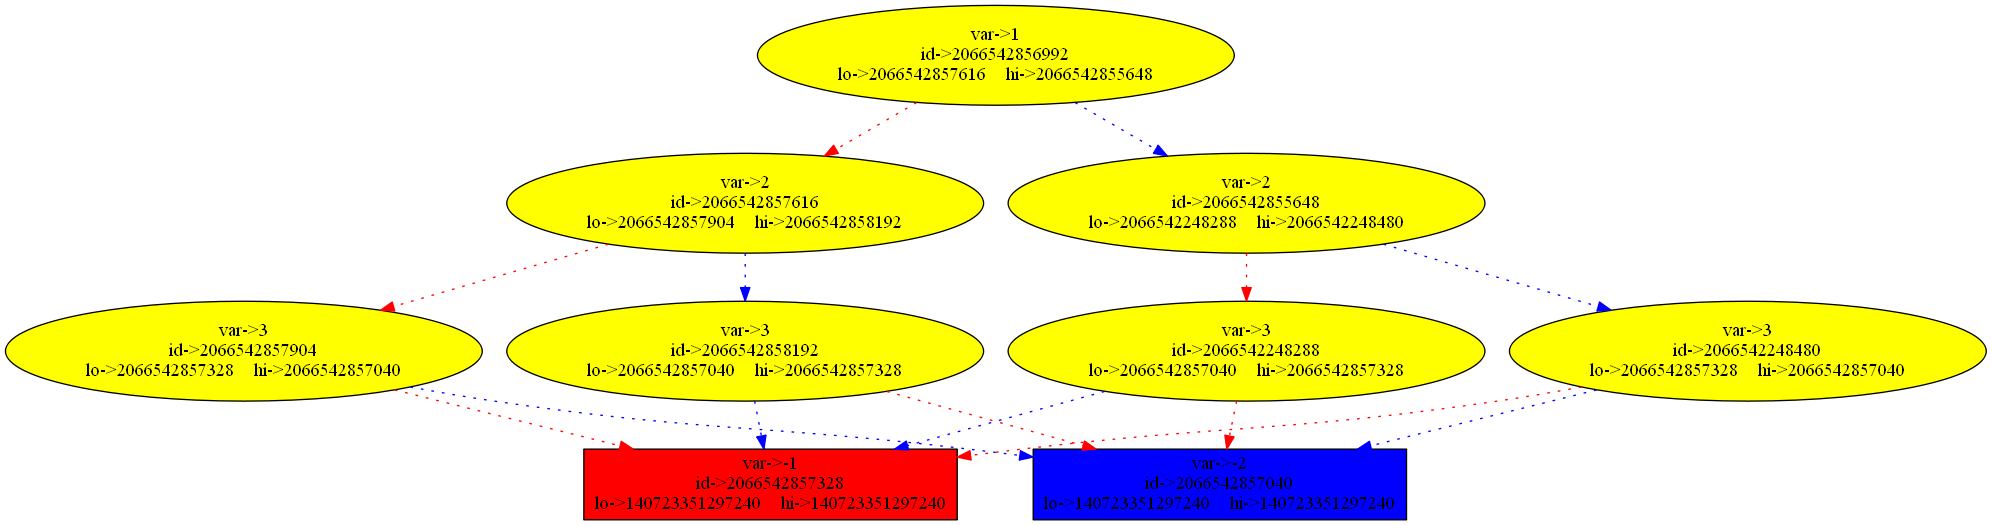 var->1
id->2066542856992
lo->2066542857616    hi->2066542855648
var->2
id->2066542857616
lo->2066542857904    hi->2066542858192
var->2
id->2066542855648
lo->2066542248288    hi->2066542248480
var->3
id->2066542857904
lo->2066542857328    hi->2066542857040
var->3
id->2066542858192
lo->2066542857040    hi->2066542857328
var->3
id->2066542248288
lo->2066542857040    hi->2066542857328
var->3
id->2066542248480
lo->2066542857328    hi->2066542857040
var->-1
id->2066542857328
lo->140723351297240    hi->140723351297240
var->-2
id->2066542857040
lo->140723351297240    hi->140723351297240